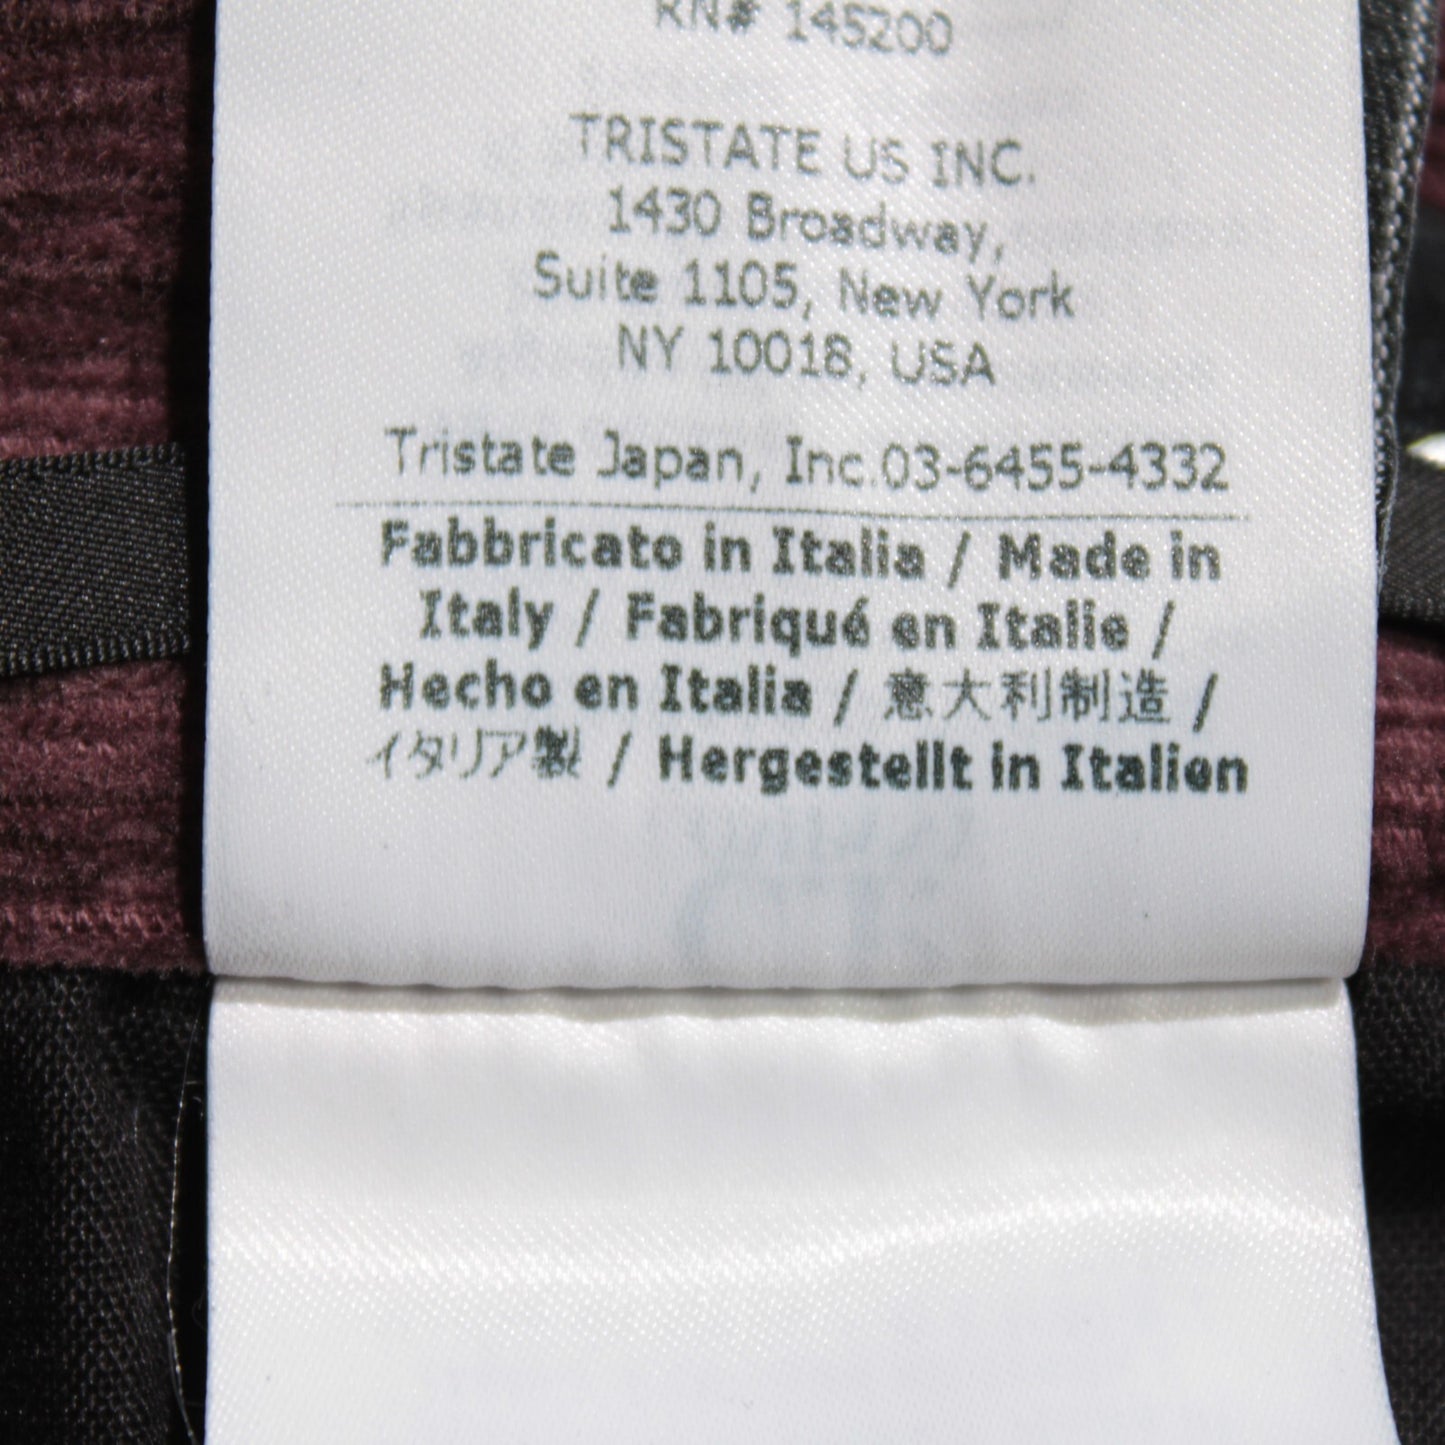 RN# 145200
TRISTATE US INC.
1430 Broadway,
Suite 1105, New York
NY 10018, USA
Tristate Japan, Inc.03-6455-4332
Fabbricato in Italia / Made in
Italy / Fabriqué en Italie /
Hecho en Italia / 意大利制造 /
イタリア製 / Hergestellt in Italien